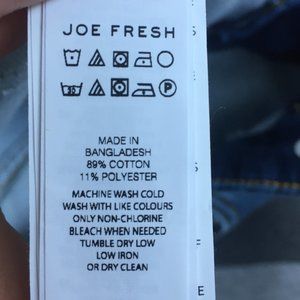 JOE FRESH
MADE IN
BANGLADESH
89% COTTON
11% POLYESTER
MACHINE WASH COLD
WASH WITH LIKE COLOURS
ONLY NON-CHLORINE
BLEACH WHEN NEEDED
TUMBLE DRY LOW
LOW IRON
OR DRY CLEAN